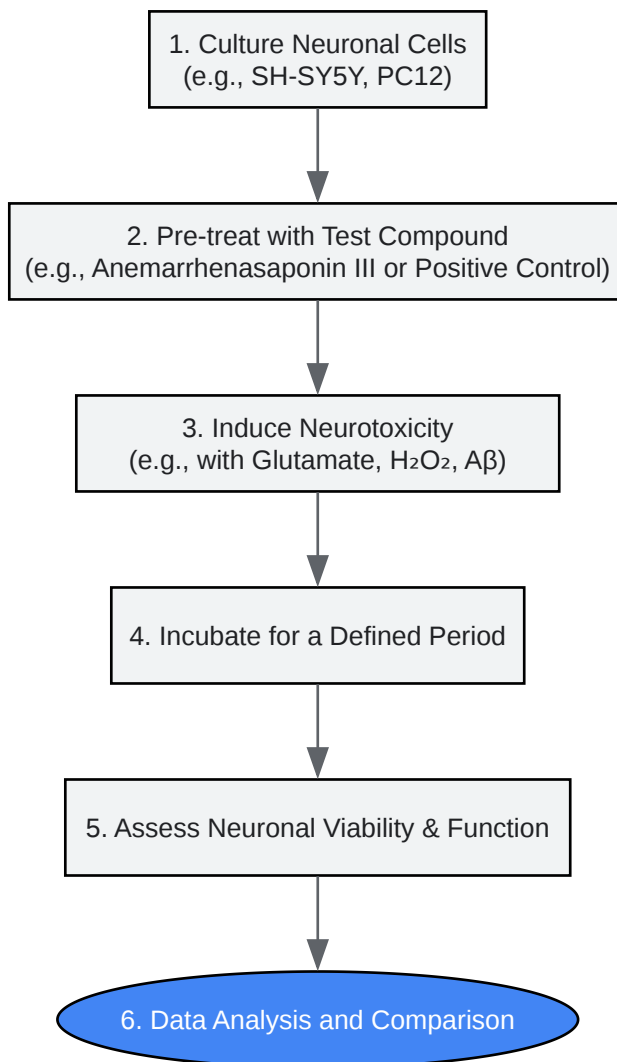 1. Culture Neuronal Cells
(e.g., SH-SY5Y, PC12)
2. Pre-treat with Test Compound
(e.g., Anemarrhenasaponin III or Positive Control)
3. Induce Neurotoxicity
(e.g., with Glutamate, H₂O₂, Aβ)
4. Incubate for a Defined Period
5. Assess Neuronal Viability & Function
6. Data Analysis and Comparison